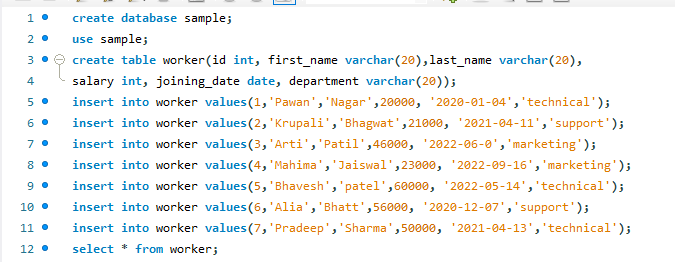 1 create database sample;
2 use sample;
3 create table worker(id int, first_name varchar(20),last_name varchar(20),
4 salary int, joining_date date, department varchar(20));
5 insert into worker values(1,'Pawan','Nagar',20000, '2020-01-04','technical');
6 insert into worker values(2,'Krupali','Bhagwat',21000, '2021-04-11','support');
7 insert into worker values(3,'Arti','Patil',46000, '2022-06-0','marketing');
8 insert into worker values(4,'Mahima','Jaiswal',23000, '2022-09-16','marketing');
9 insert into worker values(5,'Bhavesh','patel',60000, '2022-05-14','technical');
10 insert into worker values(6,'Alia','Bhatt',56000, '2020-12-07','support');
11 insert into worker values(7,'Pradeep','Sharma',50000, '2021-04-13','technical');
12 select * from worker;